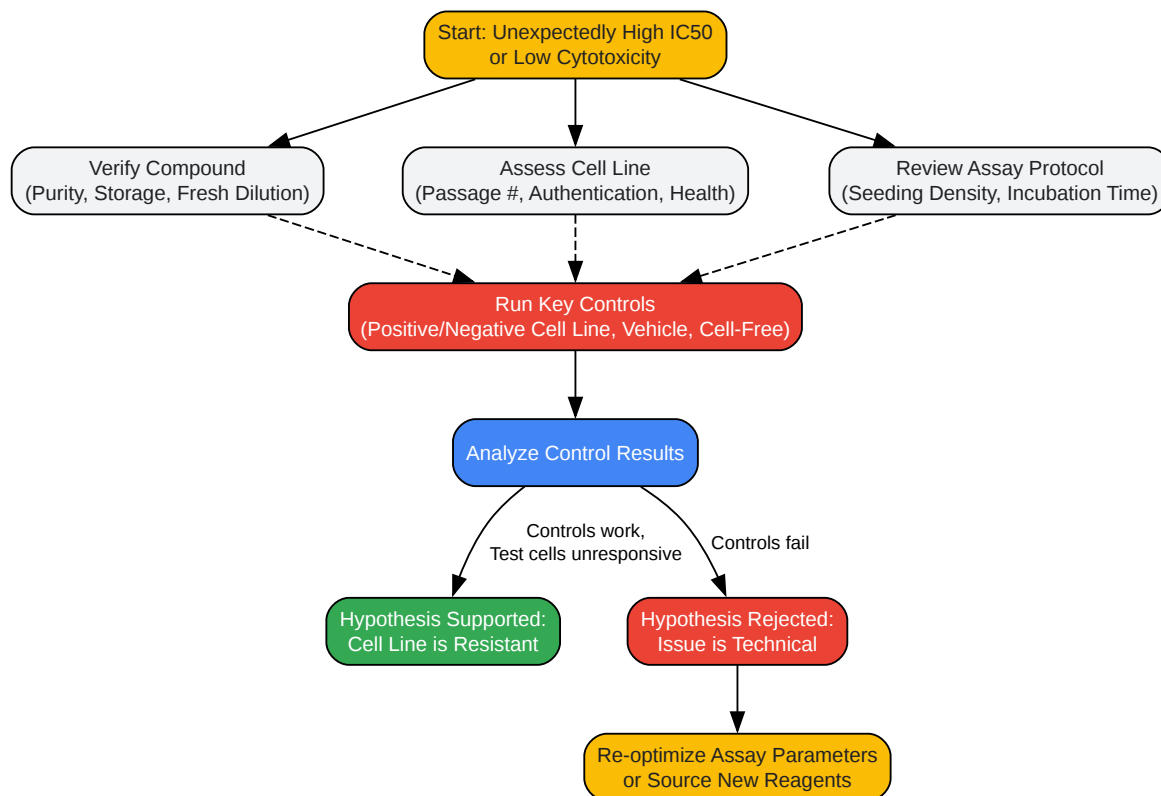 Start: Unexpectedly High IC50
or Low Cytotoxicity
Verify Compound
(Purity, Storage, Fresh Dilution)
Assess Cell Line
(Passage #, Authentication, Health)
Review Assay Protocol
(Seeding Density, Incubation Time)
Run Key Controls
(Positive/Negative Cell Line, Vehicle, Cell-Free)
Analyze Control Results
Controls work,
Test cells unresponsive
Controls fail
Hypothesis Supported:
Cell Line is Resistant
Hypothesis Rejected:
Issue is Technical
Re-optimize Assay Parameters
or Source New Reagents